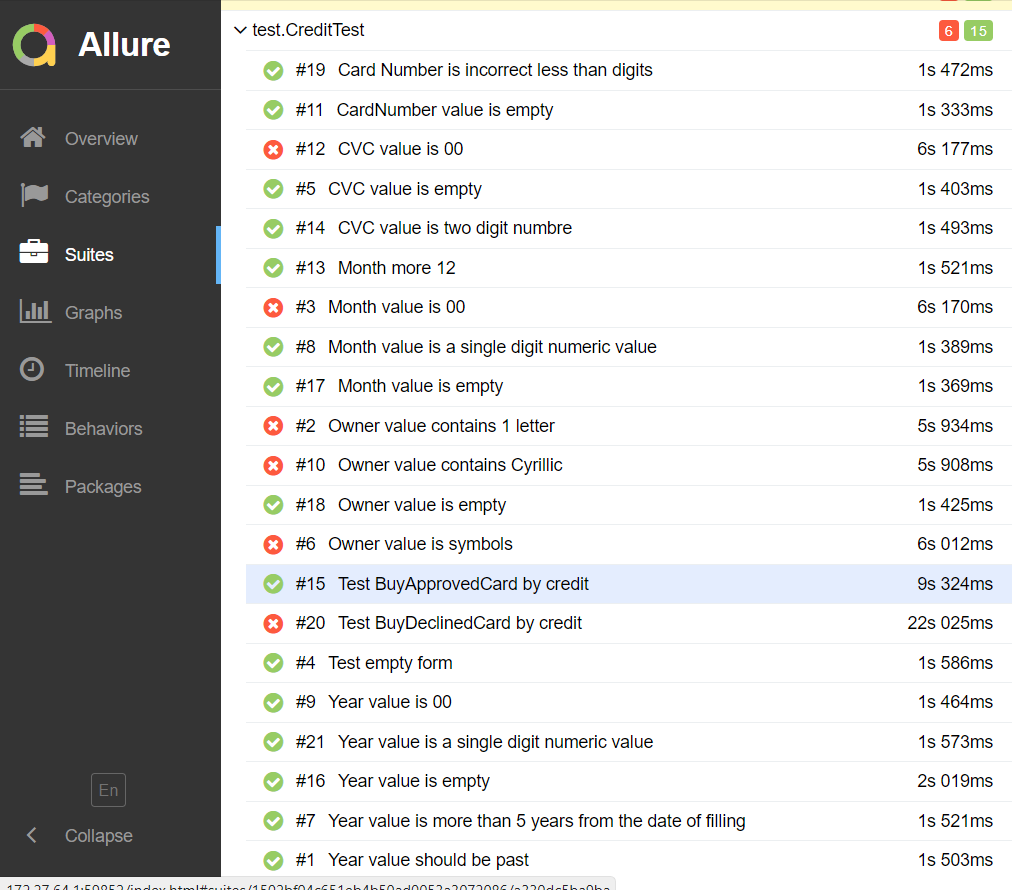 Allure
Overview
Categories
Suites
Graphs
Timeline
Behaviors
Packages
En
Collapse
test.CreditTest 6 15
#19 Card Number is incorrect less than digits 1s 472ms
#11 CardNumber value is empty 1s 333ms
#12 CVC value is 00 6s 177ms
#5 CVC value is empty 1s 403ms
#14 CVC value is two digit numbre 1s 493ms
#13 Month more 12 1s 521ms
#3 Month value is 00 6s 170ms
#8 Month value is a single digit numeric value 1s 389ms
#17 Month value is empty 1s 369ms
#2 Owner value contains 1 letter 5s 934ms
#10 Owner value contains Cyrillic 5s 908ms
#18 Owner value is empty 1s 425ms
#6 Owner value is symbols 6s 012ms
#15 Test BuyApprovedCard by credit 9s 324ms
#20 Test BuyDeclinedCard by credit 22s 025ms
#4 Test empty form 1s 586ms
#9 Year value is 00 1s 464ms
#21 Year value is a single digit numeric value 1s 573ms
#16 Year value is empty 2s 019ms
#7 Year value is more than 5 years from the date of filling 1s 521ms
#1 Year value should be past 1s 503ms